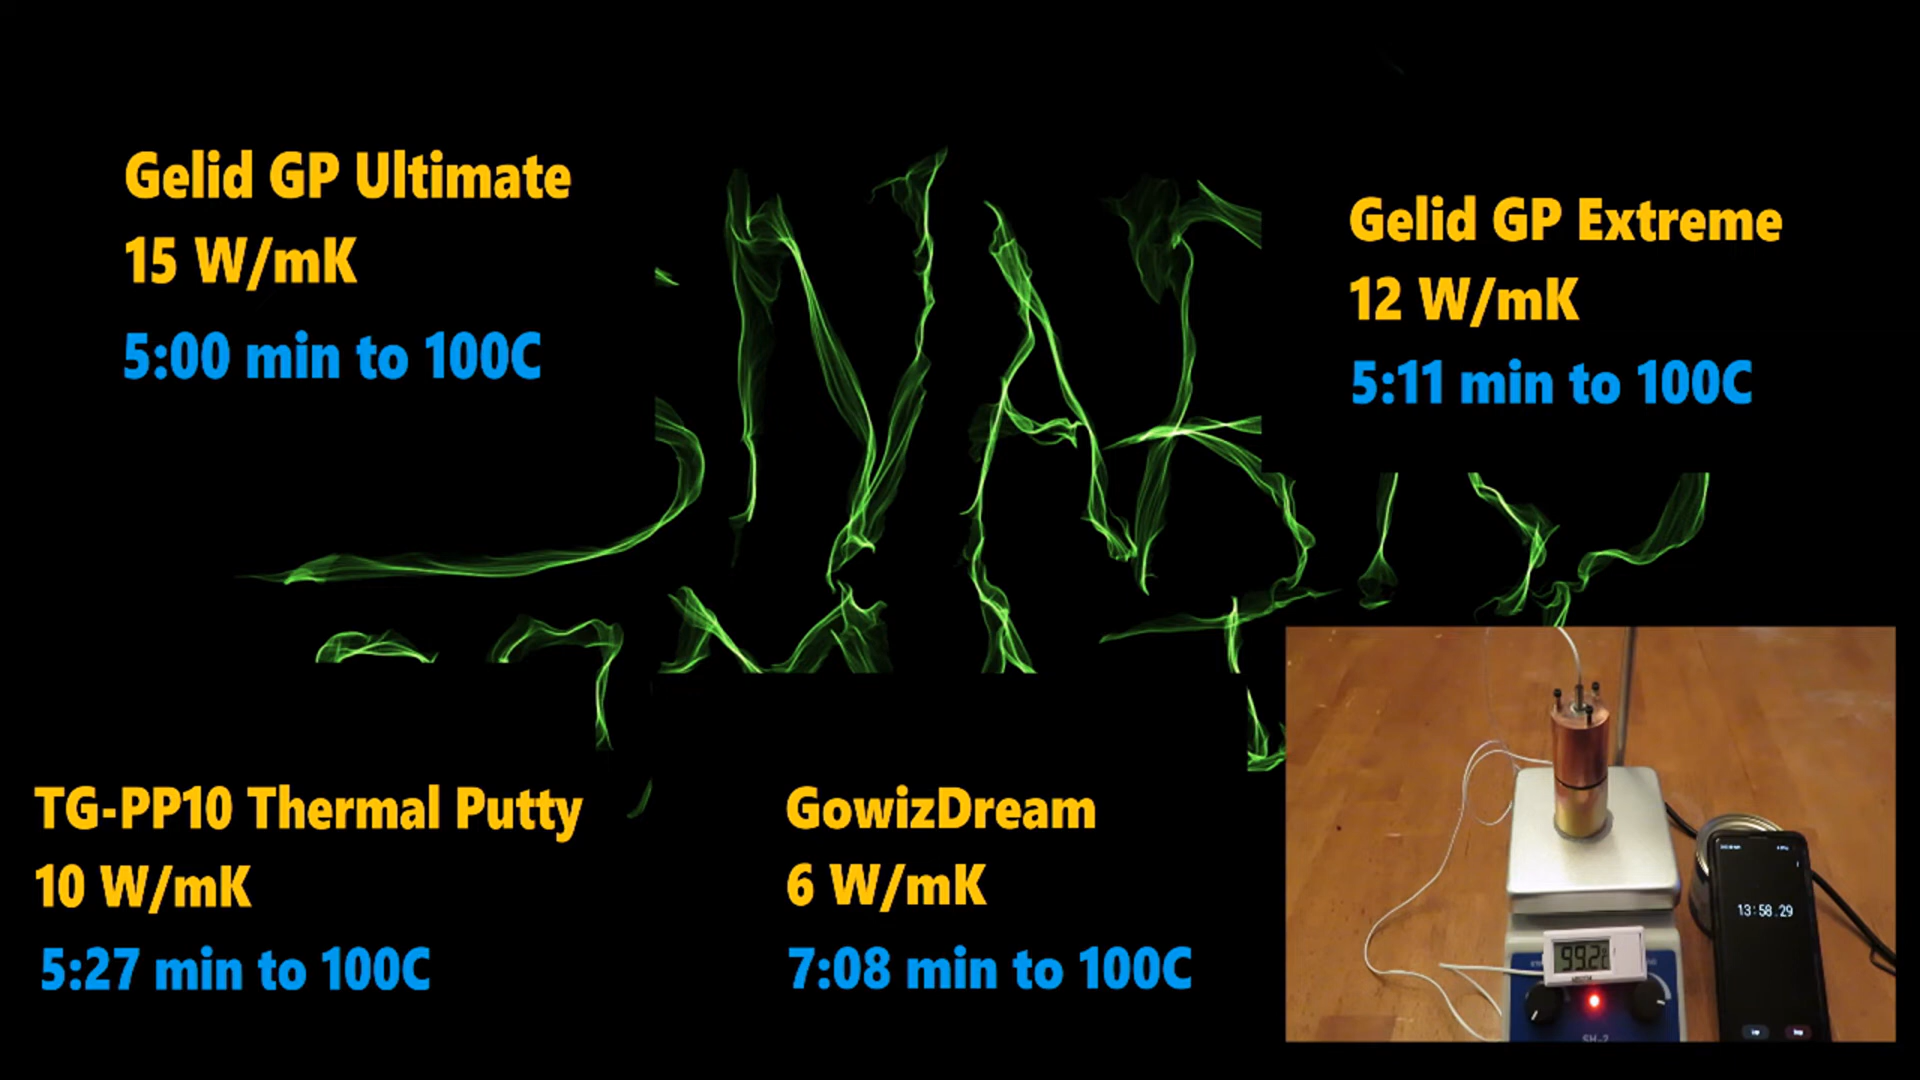 Gelid GP Ultimate
15 W/mK
5:00 min to 100C
Gelid GP Extreme
12 W/mK
5:11 min to 100C
TG-PP10 Thermal Putty
10 W/mK
5:27 min to 100C
GowizDream
6 W/mK
7:08 min to 100C
13:58.29
99.2c
SH-2